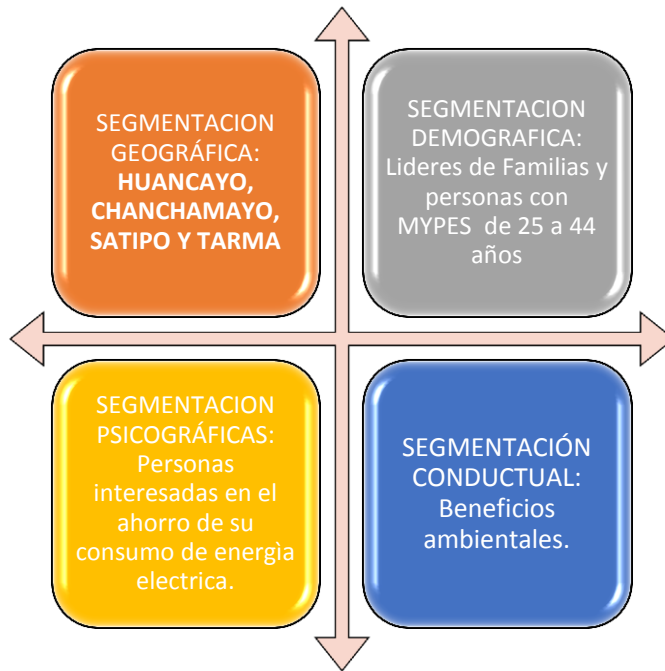 SEGMENTACION
GEOGRÁFICA:
HUANCAYO,
CHANCHAMAYO,
SATIPO Y TARMA
SEGMENTACION
DEMOGRAFICA:
Lideres de Familias y
personas con
MYPES de 25 a 44
años
SEGMENTACION
PSICOGRÁFICAS:
Personas
interesadas en el
ahorro de su
consumo de energìa
electrica.
SEGMENTACIÓN
CONDUCTUAL:
Beneficios
ambientales.